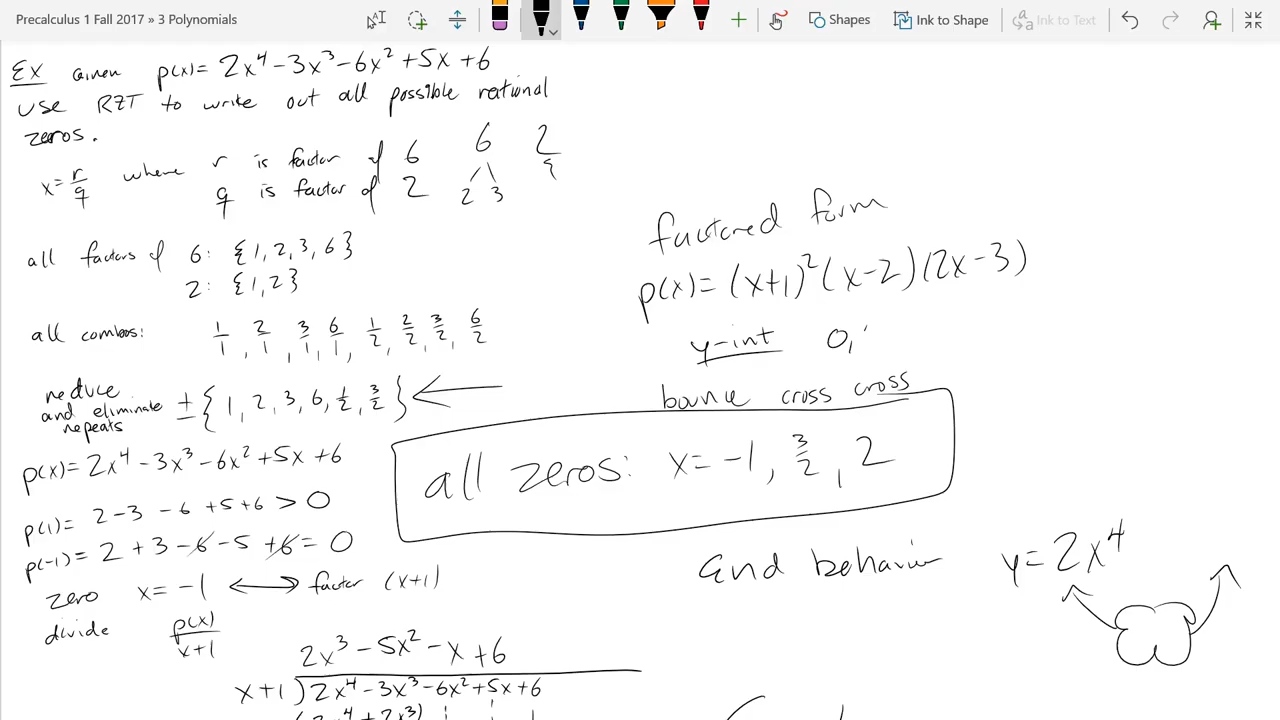 Precalculus 1 Fall 2017 » 3 Polynomials
Shapes
Ink to Shape
Ink to Text
EX Given p(x) = 2x⁴ - 3x³ - 6x² + 5x + 6
use RZT to write out all possible rational
zeros.
x = r/q where r is factor of 6
q is factor of 2
6
2 3
2
all factors of 6: {1, 2, 3, 6}
2: {1, 2}
all combos: 1/1, 2/1, 3/1, 6/1, 1/2, 2/2, 3/2, 6/2
reduce
and eliminate
repeats
± {1, 2, 3, 6, 1/2, 3/2}
p(x) = 2x⁴ - 3x³ - 6x² + 5x + 6
p(1) = 2 - 3 - 6 + 5 + 6 > 0
p(-1) = 2 + 3 - 6 - 5 + 6 = 0
zero x = -1 ⟷ factor (x+1)
divide p(x)/x+1
2x³ - 5x² - x + 6
x+1 ) 2x⁴ - 3x³ - 6x² + 5x + 6
(2x⁴ + 2x³)
factored form
p(x) = (x+1)²(x-2)(2x-3)
y-int 0,
bounce cross cross
all zeros: x = -1, 3/2, 2
end behavior y = 2x⁴